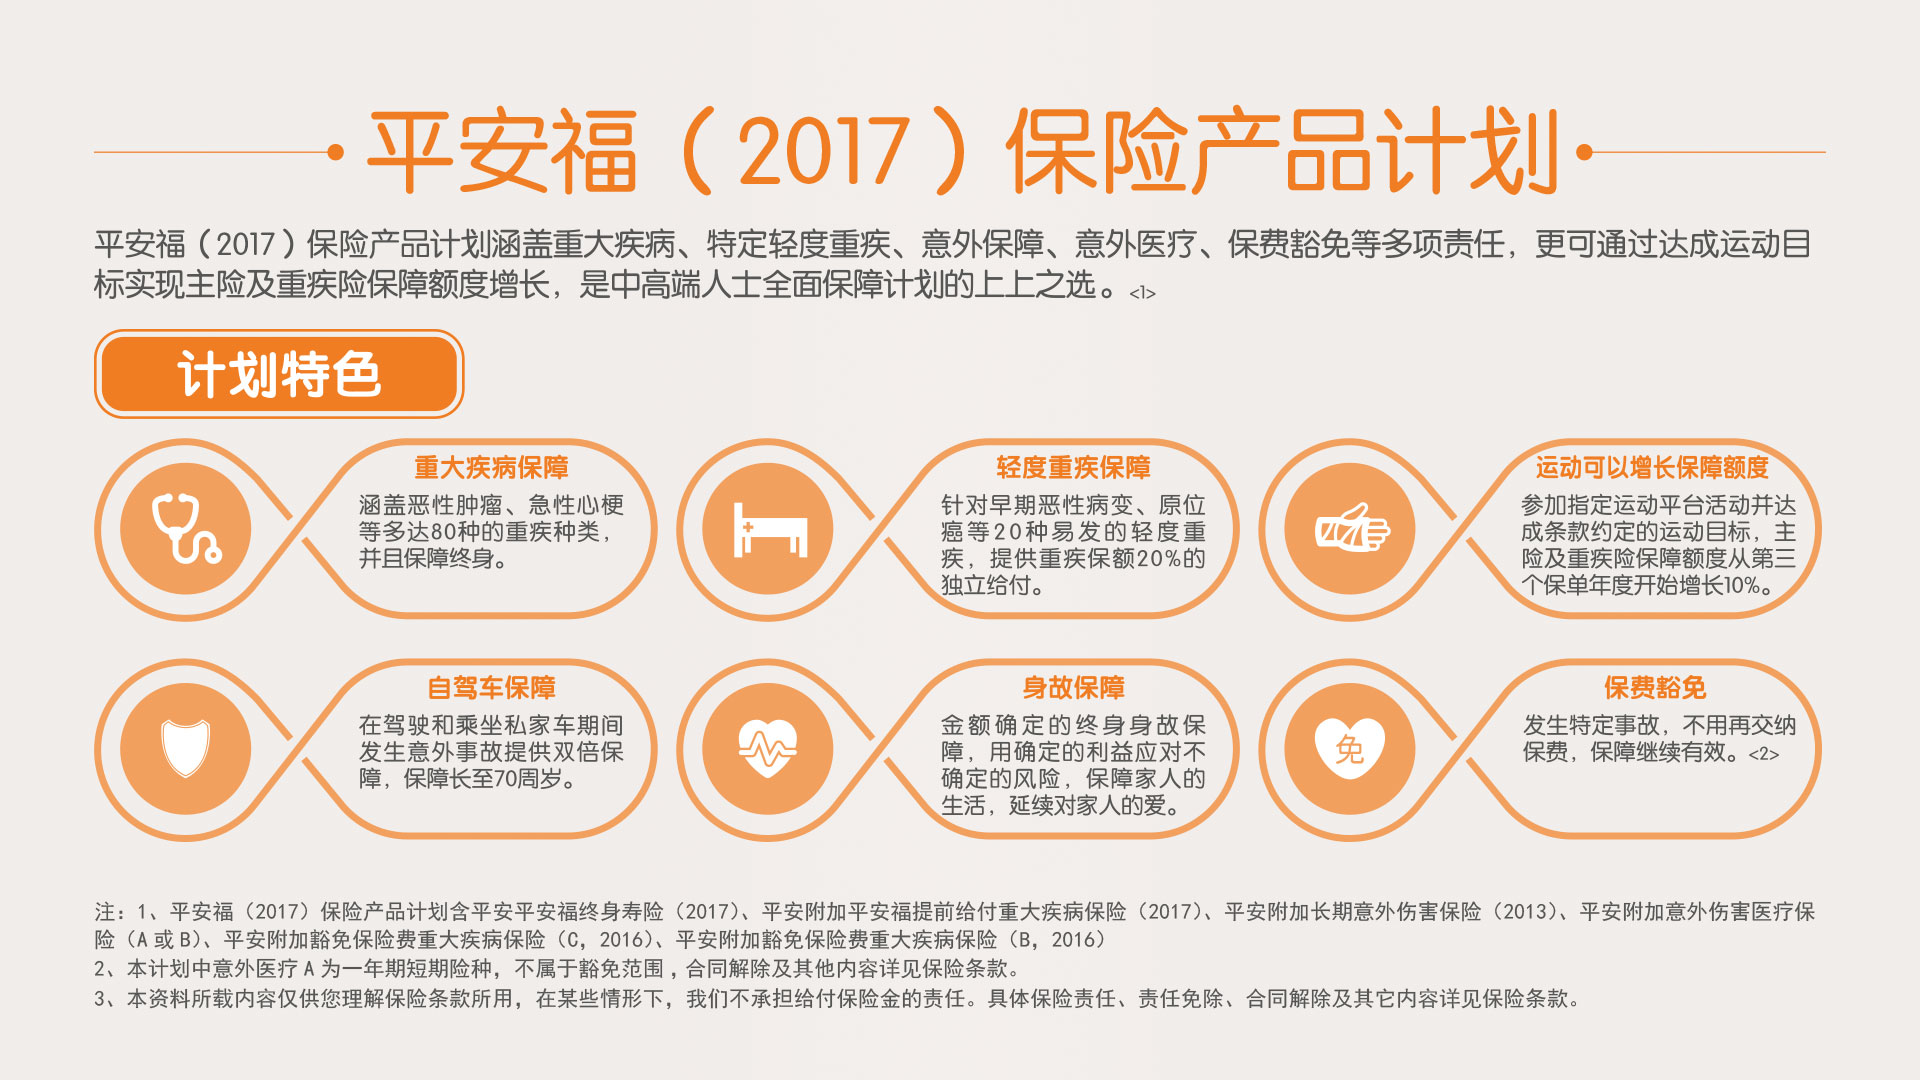 平安福（2017）保险产品计划
平安福（2017）保险产品计划涵盖重大疾病、特定轻度重疾、意外保障、意外医疗、保费豁免等多项责任，更可通过达成运动目
标实现主险及重疾险保障额度增长，是中高端人士全面保障计划的上上之选。<1>
计划特色
重大疾病保障
涵盖恶性肿瘤、急性心梗
等多达80种的重疾种类，
并且保障终身。
轻度重疾保障
针对早期恶性病变、原位
癌等20种易发的轻度重
疾，提供重疾保额20%的
独立给付。
运动可以增长保障额度
参加指定运动平台活动并达
成条款约定的运动目标，主
险及重疾险保障额度从第三
个保单年度开始增长10%。
自驾车保障
在驾驶和乘坐私家车期间
发生意外事故提供双倍保
障，保障长至70周岁。
身故保障
金额确定的终身身故保
障，用确定的利益应对不
确定的风险，保障家人的
生活，延续对家人的爱。
免
保费豁免
发生特定事故，不用再交纳
保费，保障继续有效。<2>
注：1、平安福（2017）保险产品计划含平安平安福终身寿险（2017）、平安附加平安福提前给付重大疾病保险（2017）、平安附加长期意外伤害保险（2013）、平安附加意外伤害医疗保
险（A 或 B）、平安附加豁免保险费重大疾病保险（C，2016）、平安附加豁免保险费重大疾病保险（B，2016）
2、本计划中意外医疗 A 为一年期短期险种，不属于豁免范围，合同解除及其他内容详见保险条款。
3、本资料所载内容仅供您理解保险条款所用，在某些情形下，我们不承担给付保险金的责任。具体保险责任、责任免除、合同解除及其它内容详见保险条款。